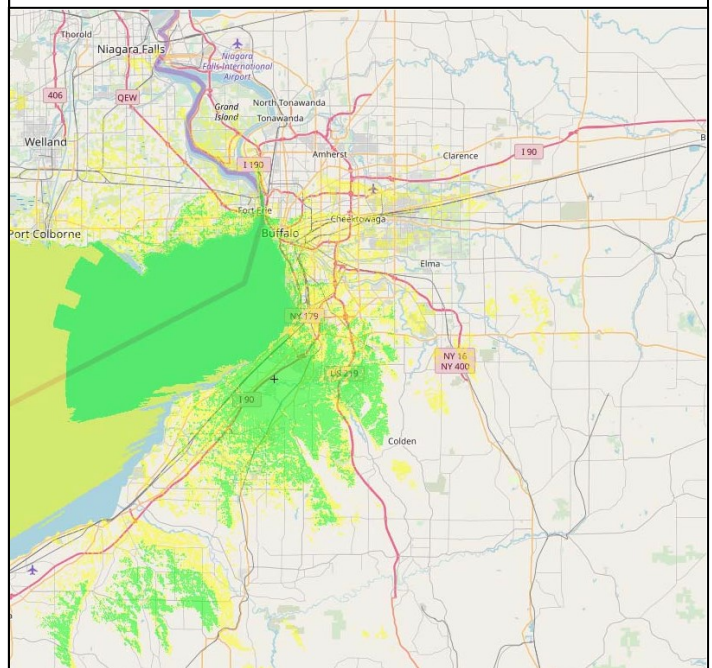 Thorold
Niagara Falls
Niagara
Falls International
Airport
406
QEW
Grand
Island
North Tonawanda
Tonawanda
Welland
I 190
Amherst
Clarence
I 90
B
Fort Erie
Cheektowaga
Port Colborne
Buffalo
Elma
NY 179
NY 16
NY 400
US 219
I 90
Colden